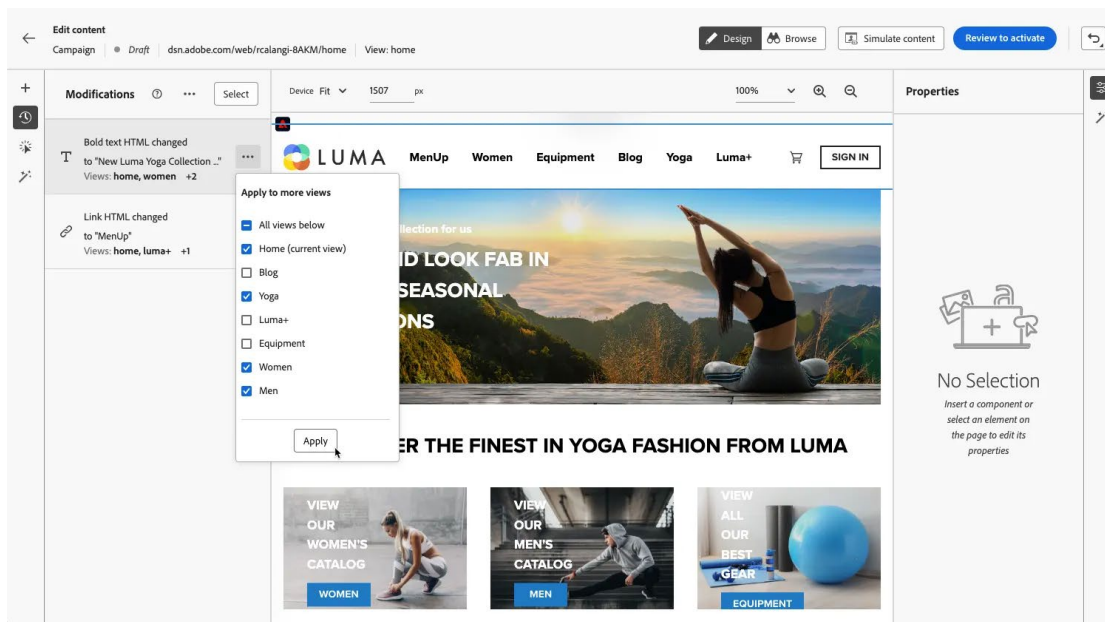 Edit content
Campaign Draft dsn.adobe.com/web/rcalangi-8AKM/home View: home
Design Browse Simulate content Review to activate
Modifications Select
Device Fit 1507 px 100%
Properties
Bold text HTML changed
to "New Luma Yoga Collection .."
Views: home, women +2
Link HTML changed
to "MenUp"
Views: home, luma+ +1
Apply to more views
All views below
Home (current view)
Blog
Yoga
Luma+
Equipment
Women
Men
Apply
LUMA MenUp Women Equipment Blog Yoga Luma+ SIGN IN
llection for us
ID LOOK FAB IN
SEASONAL
ONS
ER THE FINEST IN YOGA FASHION FROM LUMA
VIEW
OUR
WOMEN'S
CATALOG
WOMEN
VIEW
OUR
MEN'S
CATALOG
MEN
VIEW
ALL
OUR
BEST
GEAR
EQUIPMENT
No Selection
Insert a component or
select an element on
the page to edit its
properties